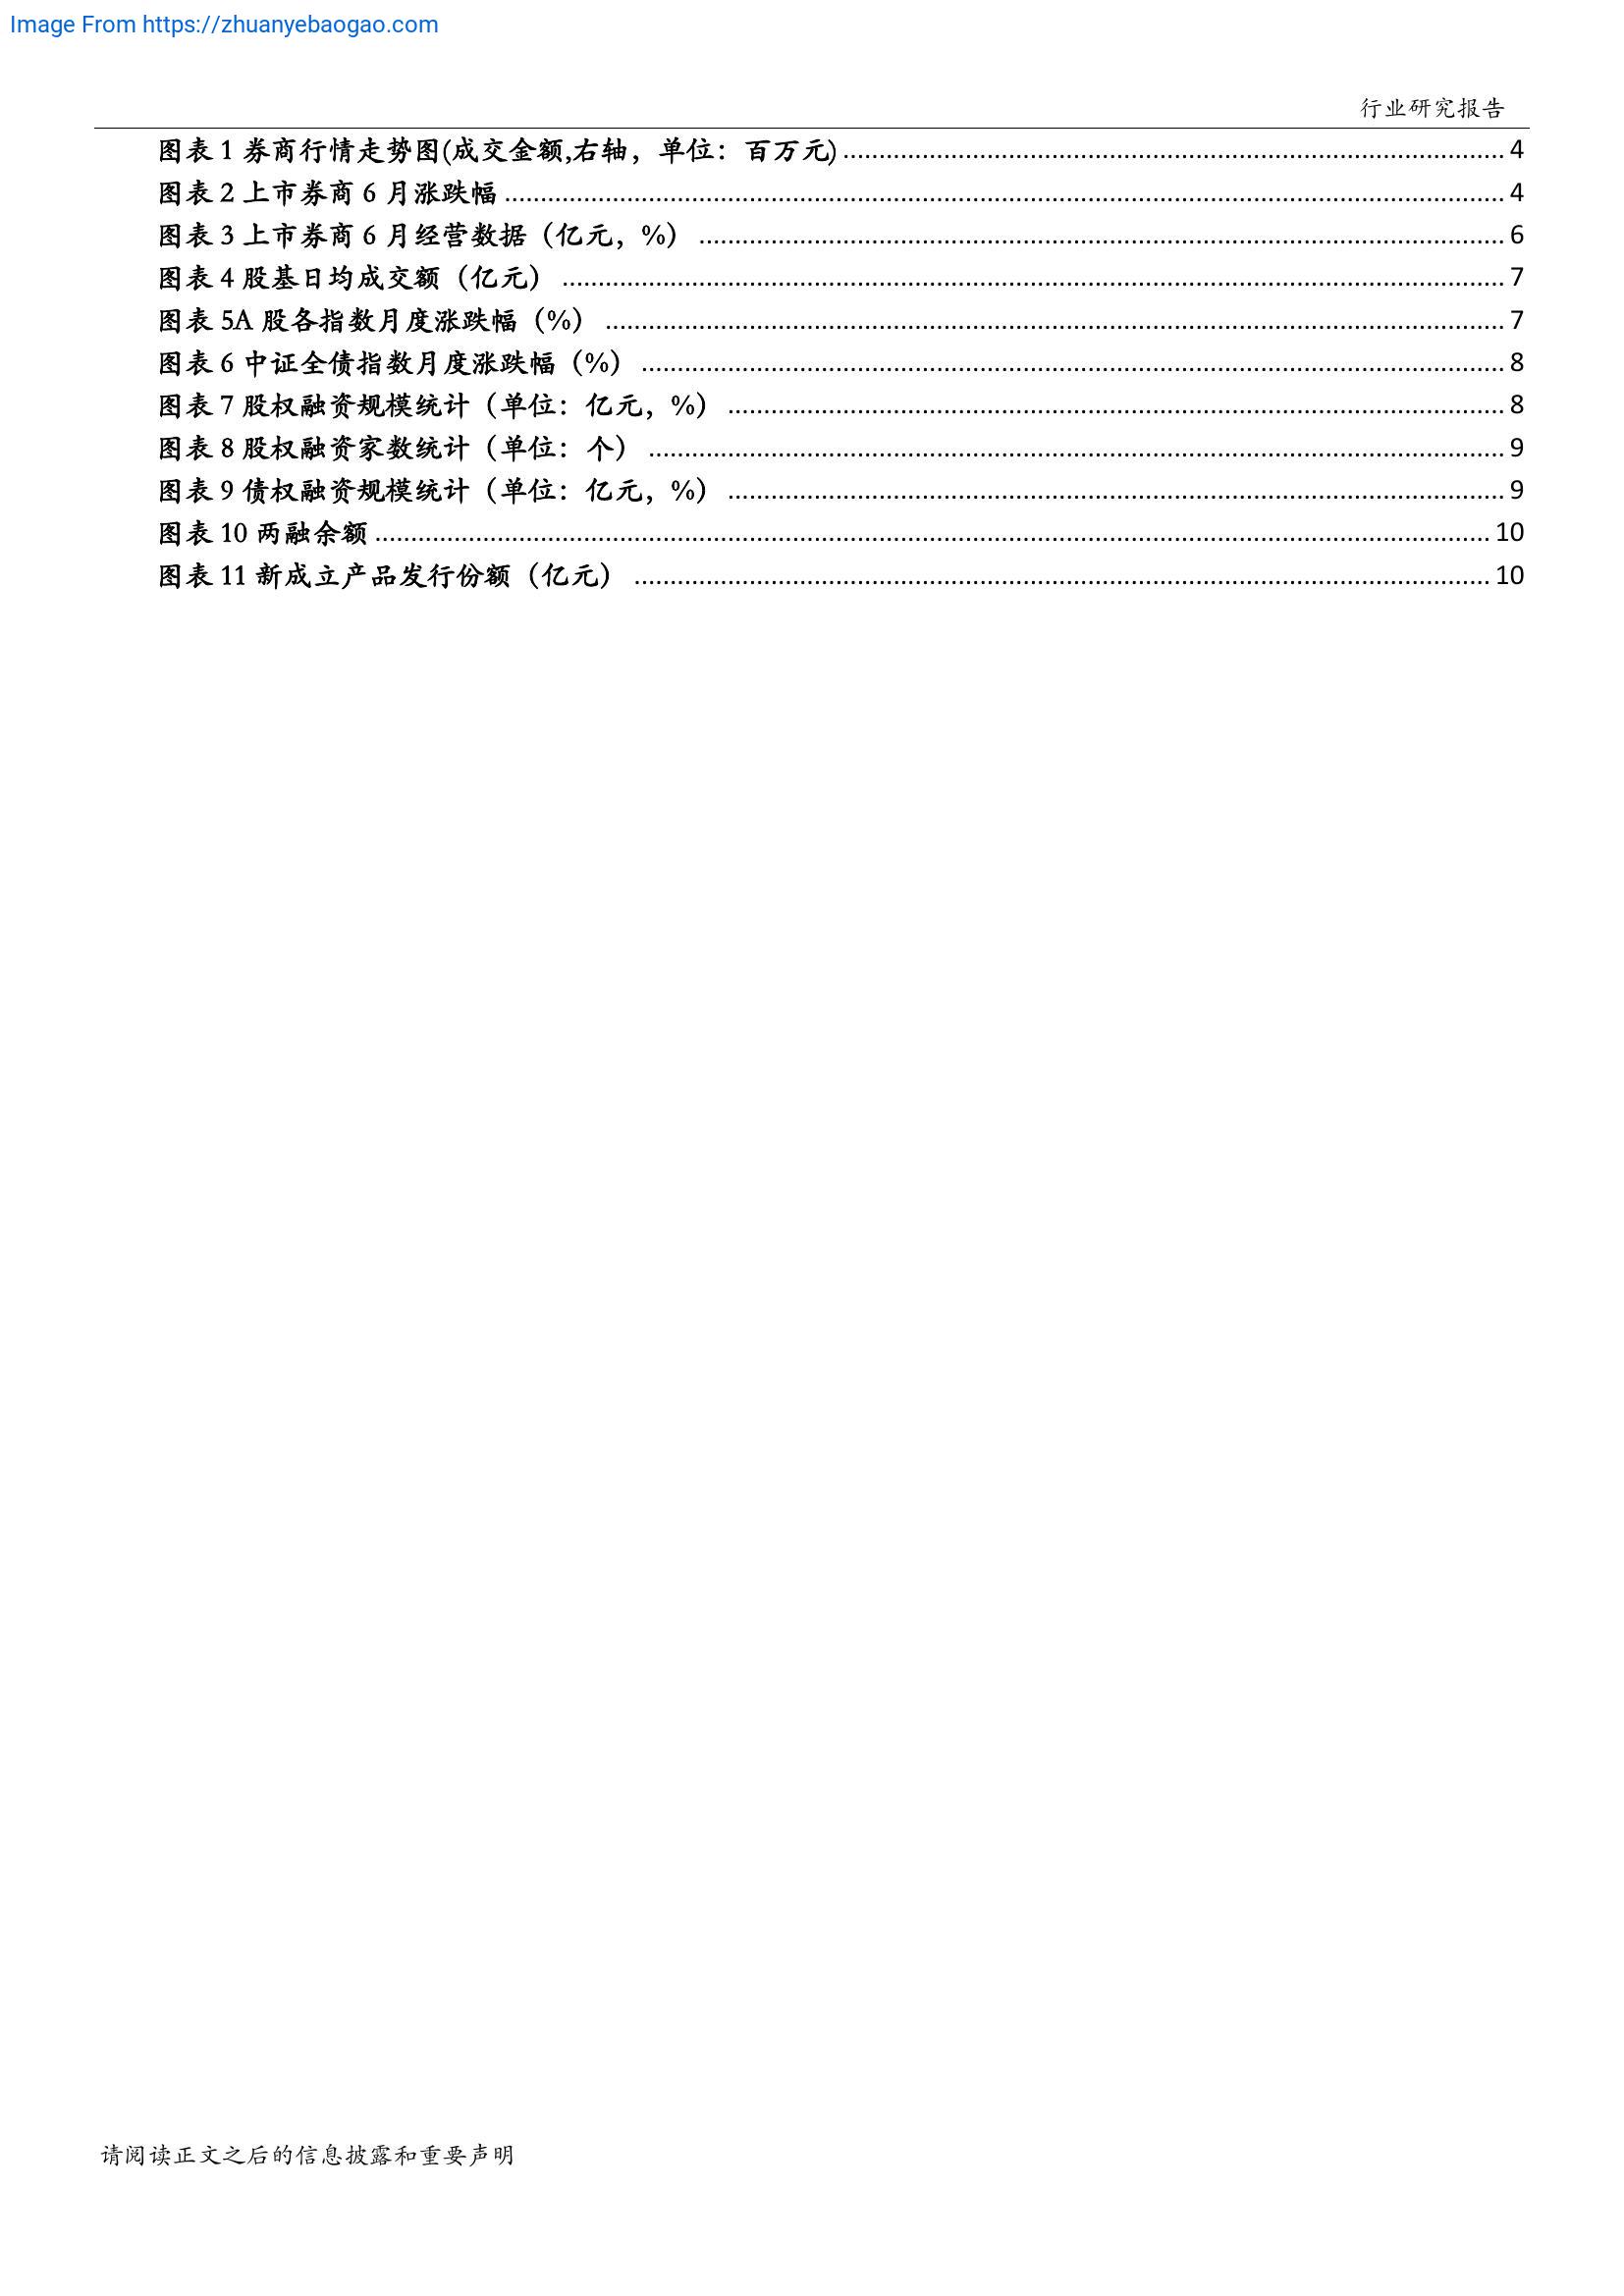 Image From https://zhuanyebaogao.com
行业研究报告
图表 1 券商行情走势图(成交金额,右轴，单位：百万元) ........................................ 4
图表 2 上市券商 6 月涨跌幅 ........................................ 4
图表 3 上市券商 6 月经营数据（亿元，%） ........................................ 6
图表 4 股基日均成交额（亿元） ........................................ 7
图表 5A 股各指数月度涨跌幅（%） ........................................ 7
图表 6 中证全债指数月度涨跌幅（%） ........................................ 8
图表 7 股权融资规模统计（单位：亿元，%） ........................................ 8
图表 8 股权融资家数统计（单位：个） ........................................ 9
图表 9 债权融资规模统计（单位：亿元，%） ........................................ 9
图表 10 两融余额 ........................................ 10
图表 11 新成立产品发行份额（亿元） ........................................ 10
请阅读正文之后的信息披露和重要声明